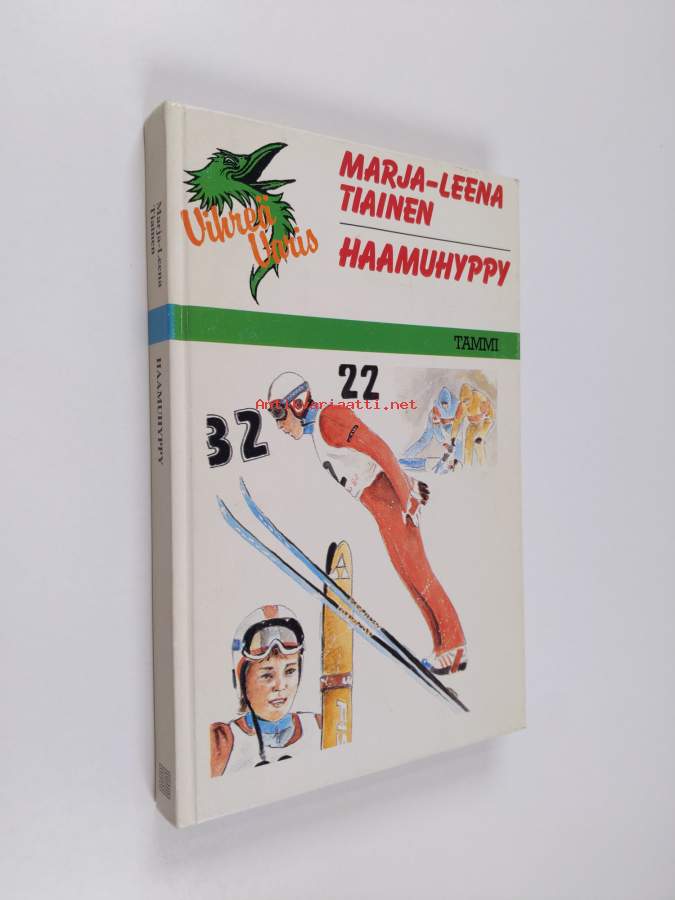 MARJA-LEENA
TIAINEN
HAAMUHYPPY
Vihreä
Varis
TAMMI
22
32
Antikvariaatti.net
Marja-Leena
Tiainen
HAAMUHYPPY